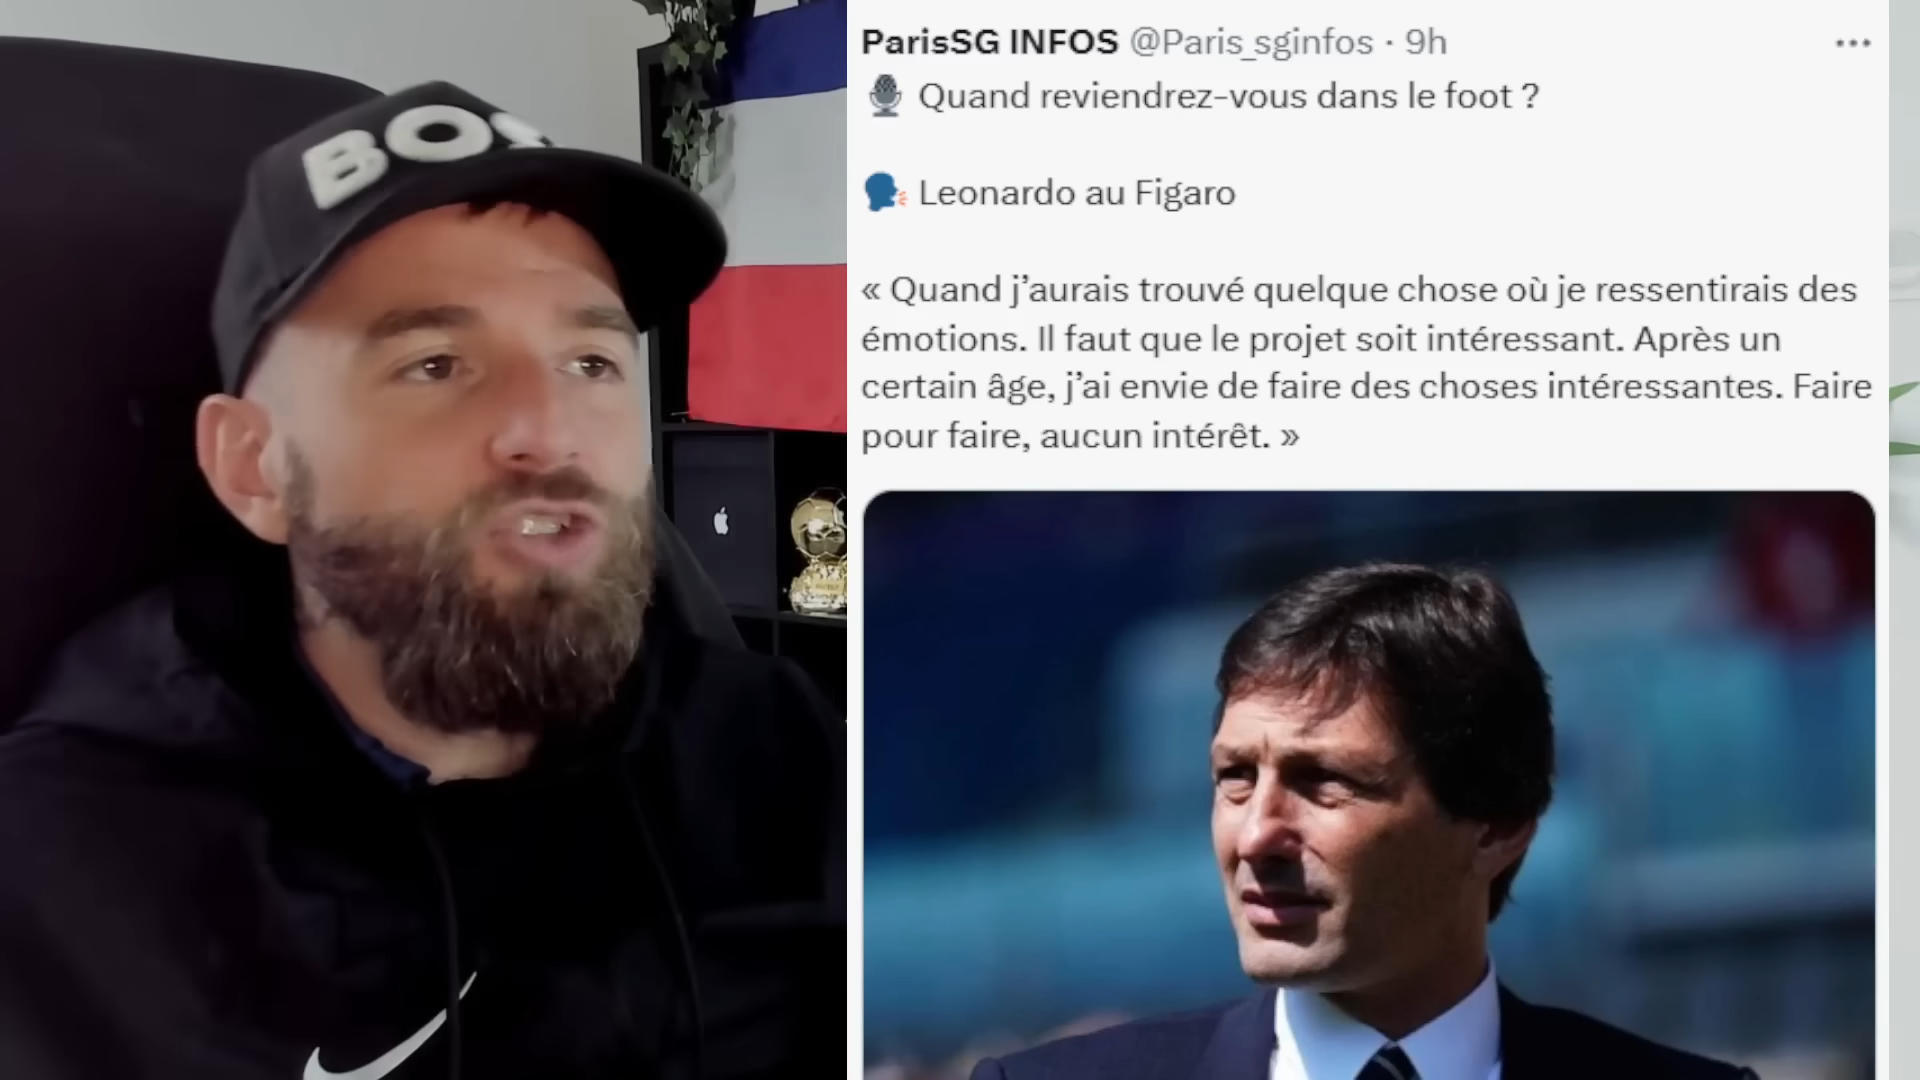 BOS
ParisSG INFOS @Paris_sginfos · 9h
Quand reviendrez-vous dans le foot ?
Leonardo au Figaro
« Quand j’aurais trouvé quelque chose où je ressentirais des
émotions. Il faut que le projet soit intéressant. Après un
certain âge, j’ai envie de faire des choses intéressantes. Faire
pour faire, aucun intérêt. »